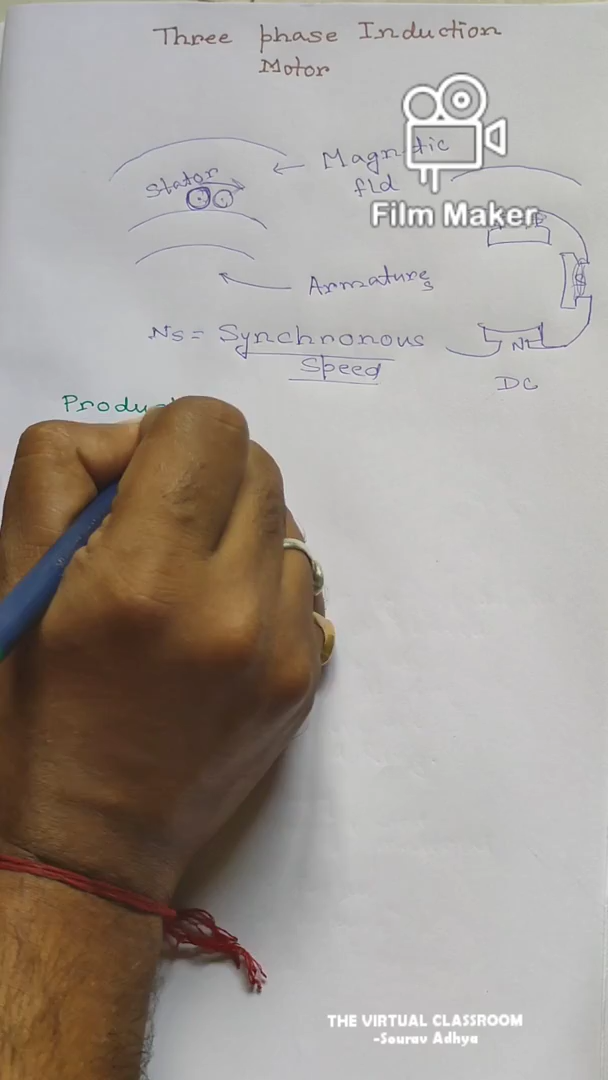 Three phase Induction
Motor
Magnetic
fld
Stator
Film Maker
Armature
Ns = Synchronous
Speed
N
DC
Produ
THE VIRTUAL CLASSROOM
-Sourav Adhya